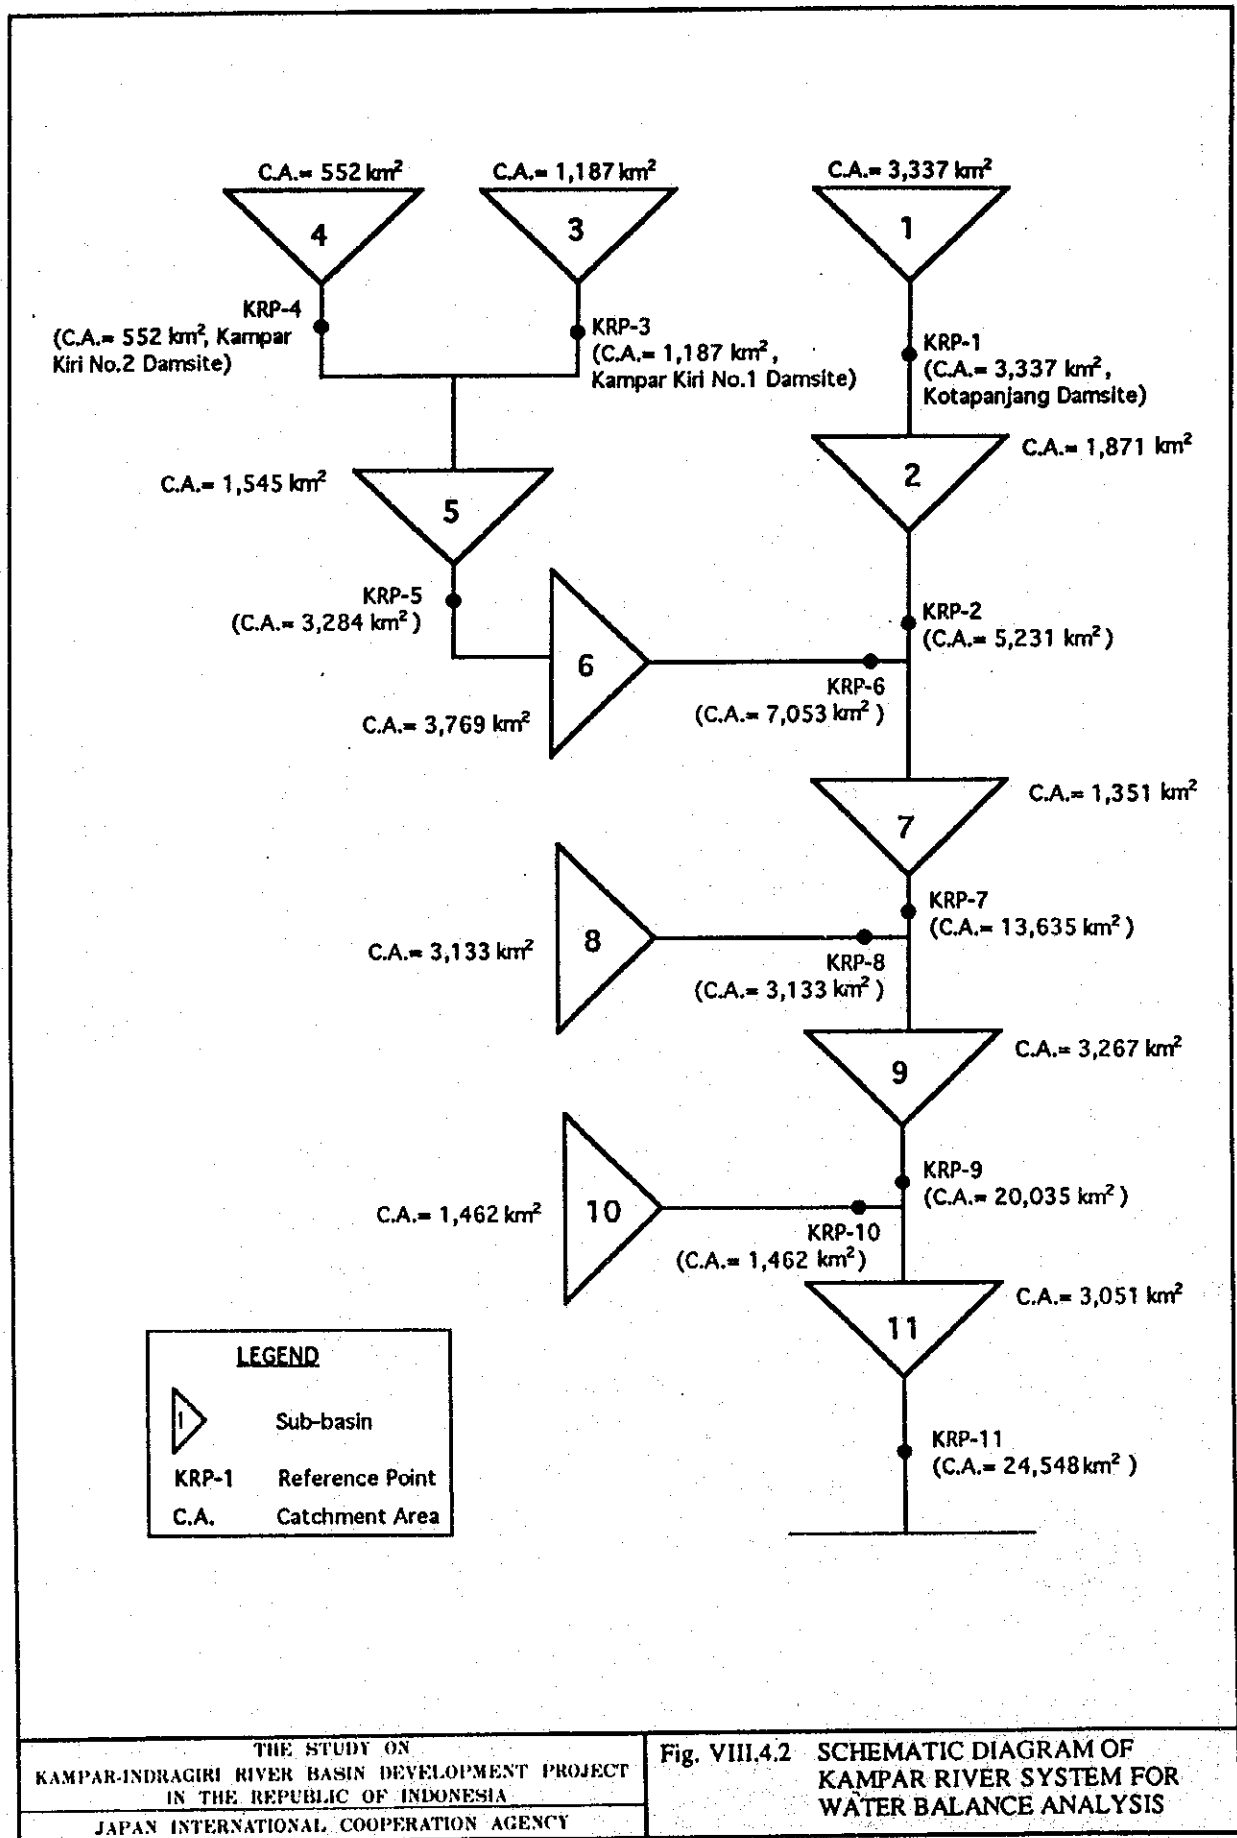 C.A.= 552 km²
C.A.= 1,187 km²
C.A.= 3,337 km²
4
3
1
KRP-4
(C.A.= 552 km², Kampar
Kiri No.2 Damsite)
KRP-3
(C.A.= 1,187 km²,
Kampar Kiri No.1 Damsite)
KRP-1
(C.A.= 3,337 km²,
Kotapanjang Damsite)
C.A.= 1,871 km²
2
C.A.= 1,545 km²
5
KRP-5
(C.A.= 3,284 km²)
KRP-2
(C.A.= 5,231 km²)
6
KRP-6
(C.A.= 7,053 km²)
C.A.= 3,769 km²
C.A.= 1,351 km²
7
KRP-7
(C.A.= 13,635 km²)
8
C.A.= 3,133 km²
KRP-8
(C.A.= 3,133 km²)
C.A.= 3,267 km²
9
KRP-9
(C.A.= 20,035 km²)
10
C.A.= 1,462 km²
KRP-10
(C.A.= 1,462 km²)
C.A.= 3,051 km²
11
KRP-11
(C.A.= 24,548 km²)
LEGEND
1 Sub-basin
KRP-1 Reference Point
C.A. Catchment Area
THE STUDY ON
KAMPAR-INDRAGIRI RIVER BASIN DEVELOPMENT PROJECT
IN THE REPUBLIC OF INDONESIA
JAPAN INTERNATIONAL COOPERATION AGENCY
Fig. VIII.4.2 SCHEMATIC DIAGRAM OF
KAMPAR RIVER SYSTEM FOR
WATER BALANCE ANALYSIS